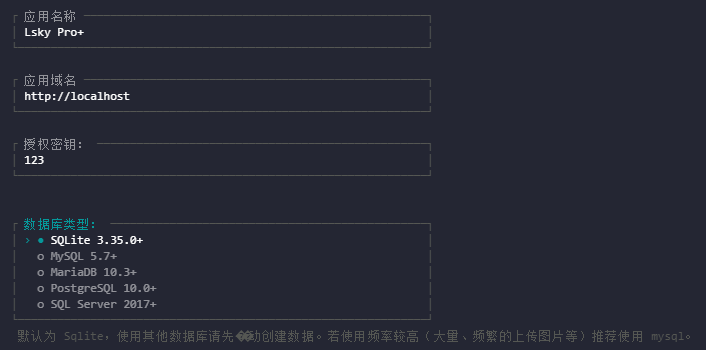 应用名称
Lsky Pro+
应用域名
http://localhost
授权密钥:
123
数据库类型:
› ● SQLite 3.35.0+
o MySQL 5.7+
o MariaDB 10.3+
o PostgreSQL 10.0+
o SQL Server 2017+
默认为 Sqlite，使用其他数据库请先��动创建数据。若使用频率较高（大量、频繁的上传图片等）推荐使用 mysql。